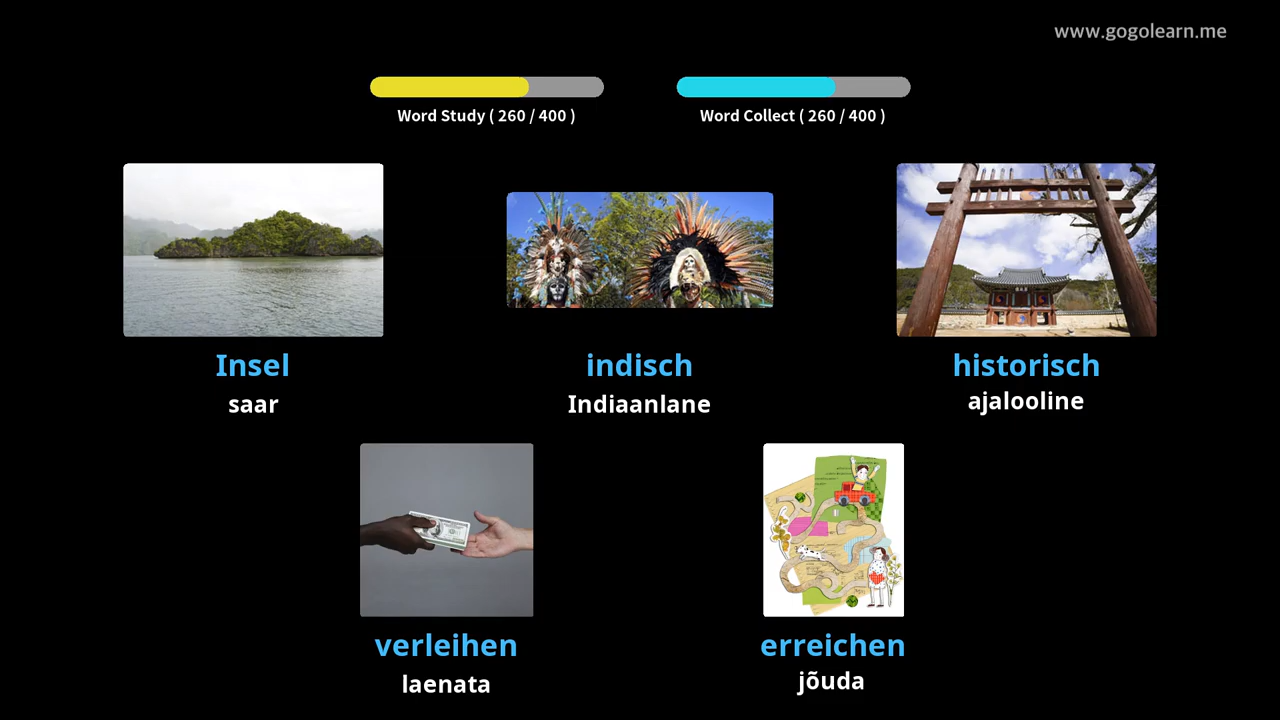 www.gogolearn.me
Word Study ( 260 / 400 )
Word Collect ( 260 / 400 )
Insel
saar
indisch
Indiaanlane
historisch
ajalooline
verleihen
laenata
erreichen
jõuda